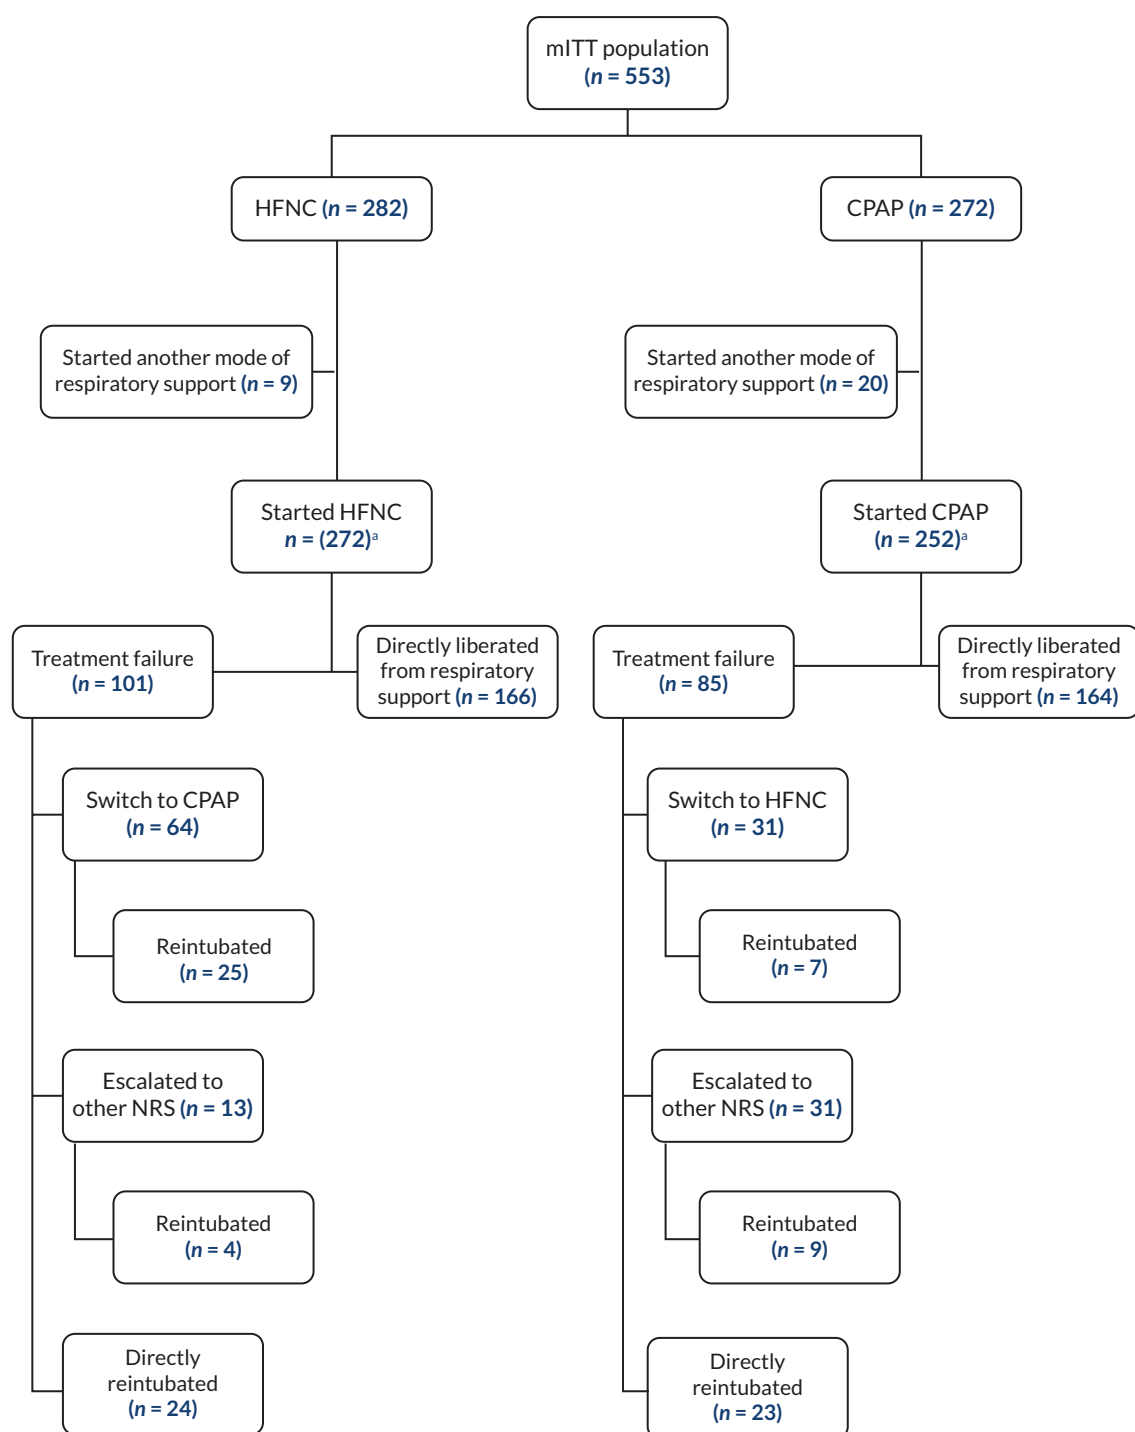 mITT population
(n = 553)
HFNC (n = 282)
CPAP (n = 272)
Started another mode of
respiratory support (n = 9)
Started another mode of
respiratory support (n = 20)
Started HFNC
n = (272)a
Started CPAP
(n = 252)a
Treatment failure
(n = 101)
Directly liberated
from respiratory
support (n = 166)
Treatment failure
(n = 85)
Directly liberated
from respiratory
support (n = 164)
Switch to CPAP
(n = 64)
Switch to HFNC
(n = 31)
Reintubated
(n = 25)
Reintubated
(n = 7)
Escalated to
other NRS (n = 13)
Escalated to
other NRS (n = 31)
Reintubated
(n = 4)
Reintubated
(n = 9)
Directly
reintubated
(n = 24)
Directly
reintubated
(n = 23)